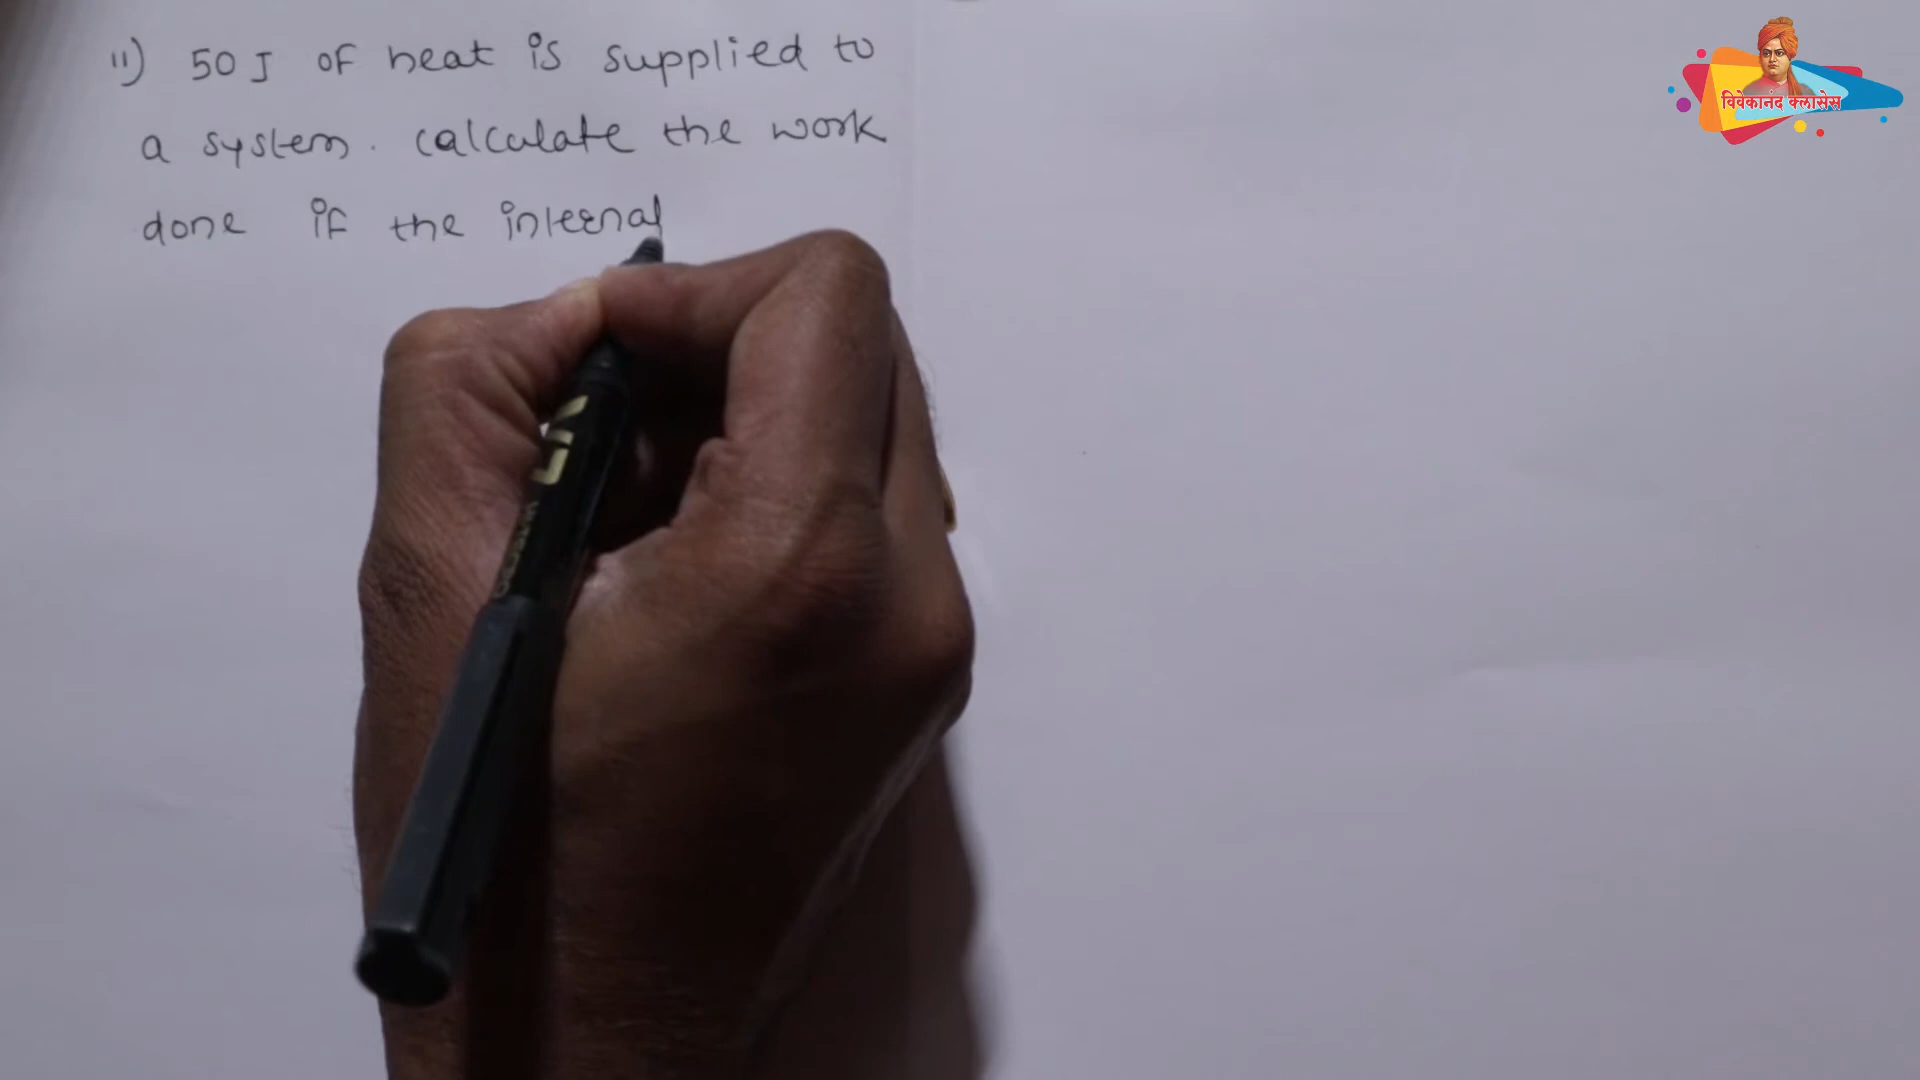 11) 50 J of heat is supplied to
a system. calculate the work
done if the internal
विवेकानंद क्लासेस